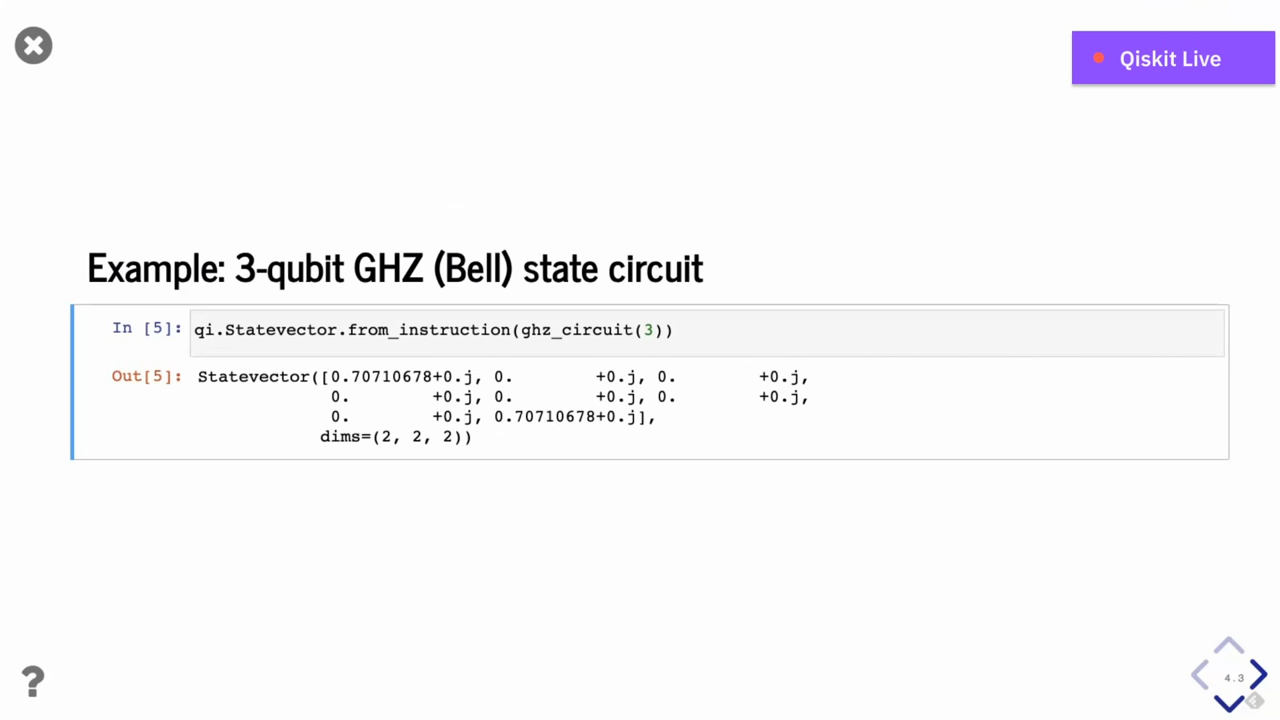 Qiskit Live
Example: 3-qubit GHZ (Bell) state circuit
In [5]: qi.Statevector.from_instruction(ghz_circuit(3))
Out[5]: Statevector([0.70710678+0.j, 0.        +0.j, 0.        +0.j,
0.        +0.j, 0.        +0.j, 0.        +0.j,
0.        +0.j, 0.70710678+0.j],
dims=(2, 2, 2))
?
4.3